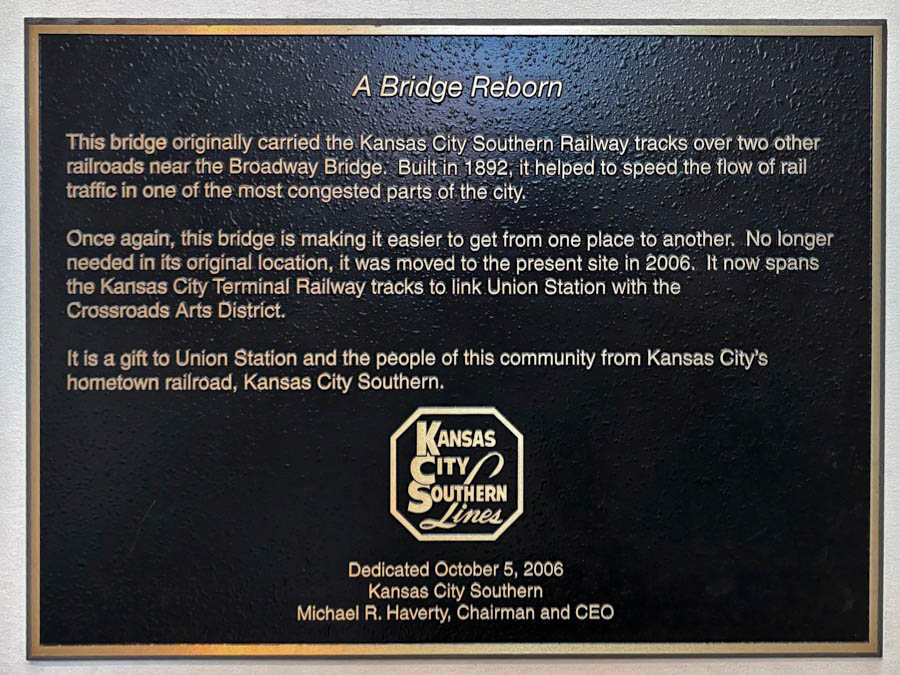 A Bridge Reborn
This bridge originally carried the Kansas City Southern Railway tracks over two other
railroads near the Broadway Bridge.  Built in 1892, it helped to speed the flow of rail
traffic in one of the most congested parts of the city.
Once again, this bridge is making it easier to get from one place to another.  No longer
needed in its original location, it was moved to the present site in 2006.  It now spans
the Kansas City Terminal Railway tracks to link Union Station with the
Crossroads Arts District.
It is a gift to Union Station and the people of this community from Kansas City's
hometown railroad, Kansas City Southern.
KANSAS
CITY
SOUTHERN
Lines
Dedicated October 5, 2006
Kansas City Southern
Michael R. Haverty, Chairman and CEO